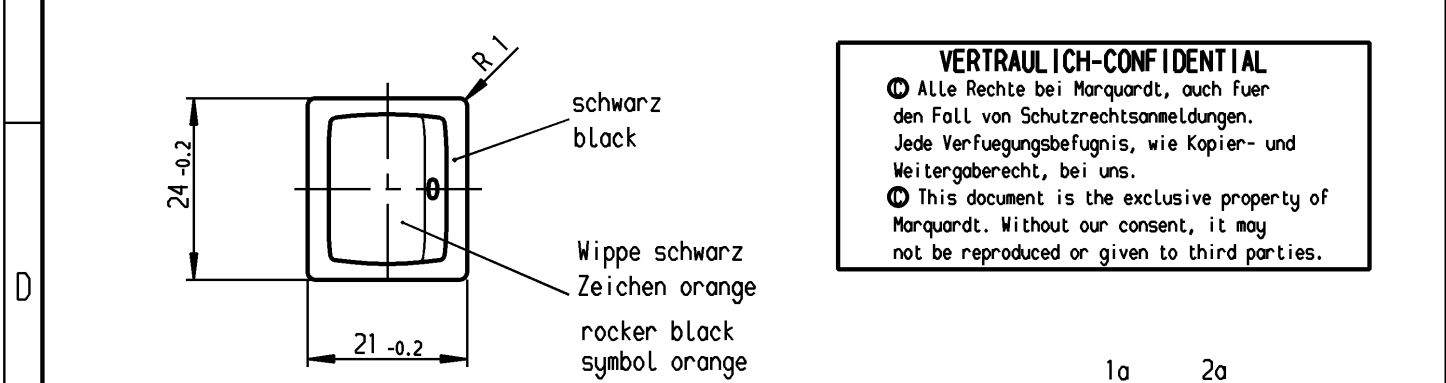 R 1
schwarz
black
24 -0.2
0
Wippe schwarz
Zeichen orange
rocker black
symbol orange
21 -0.2
D
VERTRAULICH-CONFIDENTIAL
© Alle Rechte bei Marquardt, auch fuer
den Fall von Schutzrechtsanmeldungen.
Jede Verfuegungsbefugnis, wie Kopier- und
Weitergaberecht, bei uns.
© This document is the exclusive property of
Marquardt. Without our consent, it may
not be reproduced or given to third parties.
1a 2a